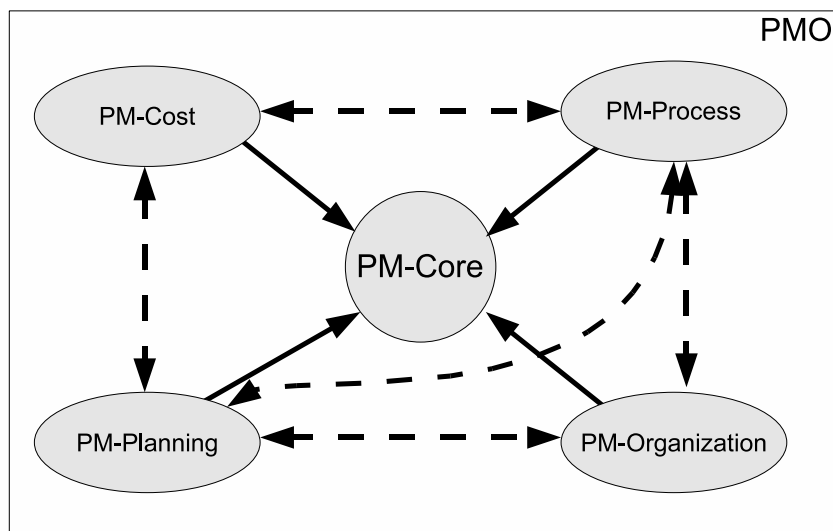 PMO
PM-Cost
PM-Process
PM-Core
PM-Planning
PM-Organization